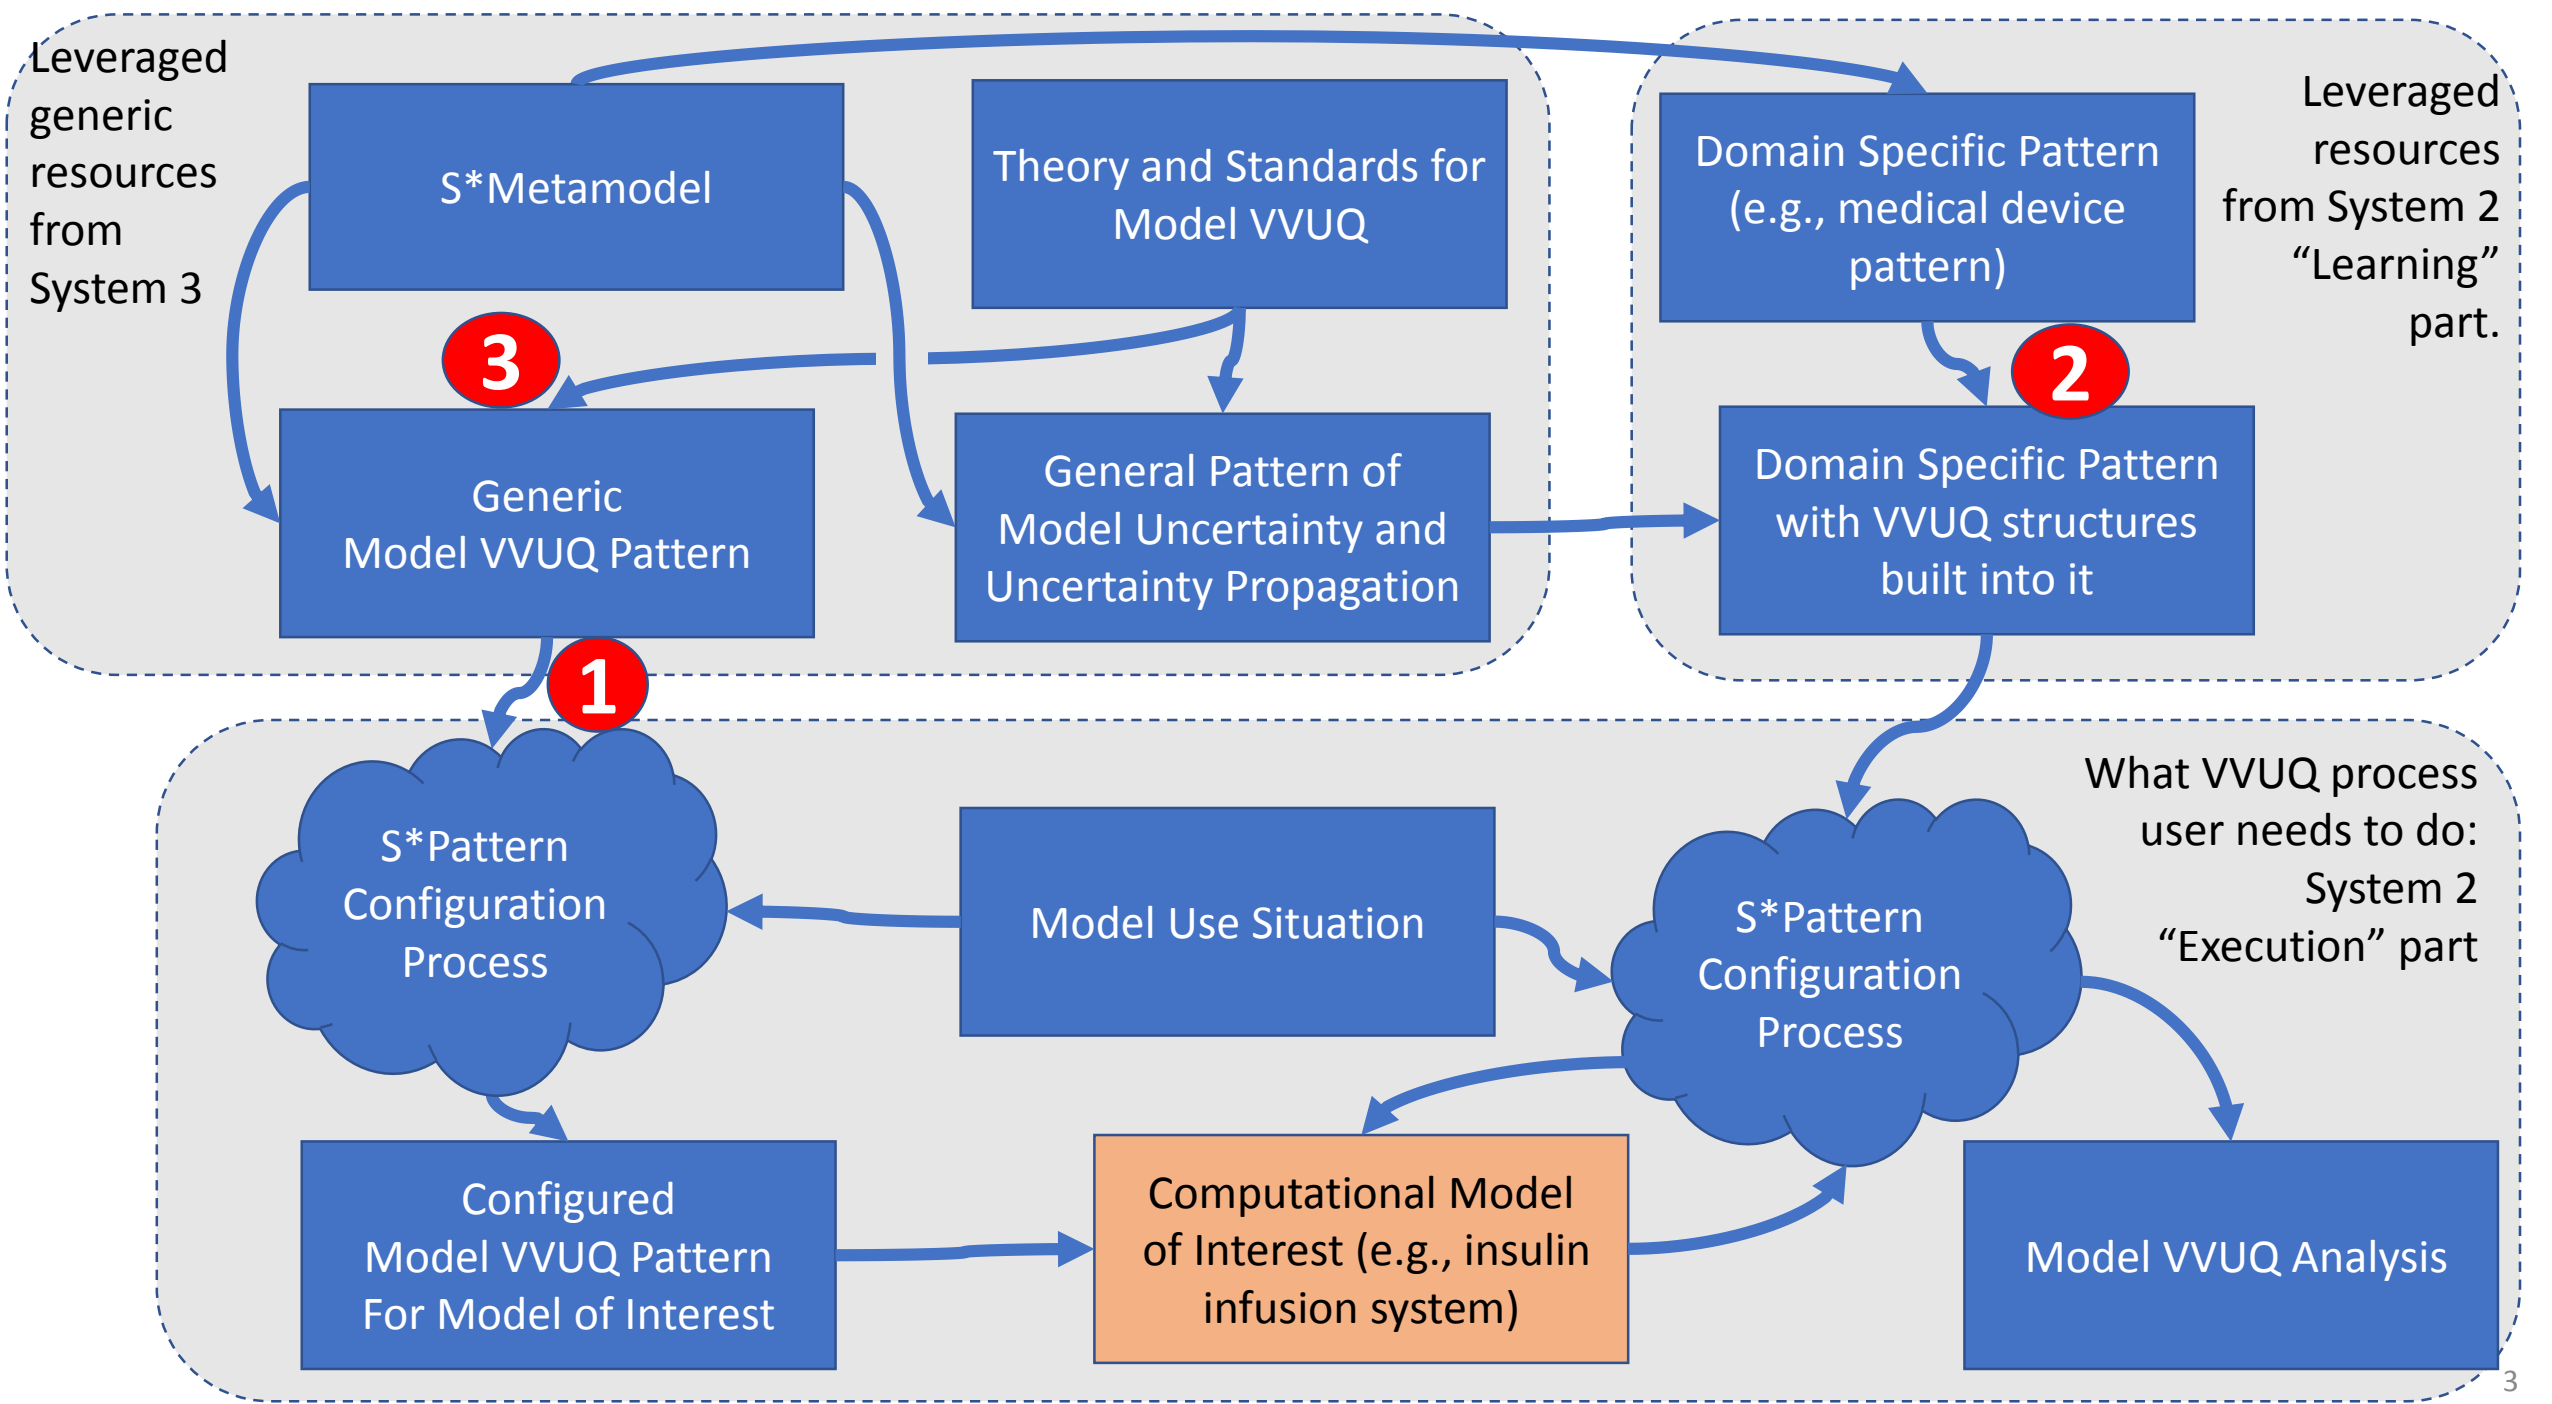 Leveraged
generic
resources
from
System 3
S*Metamodel
Theory and Standards for
Model VVUQ
Domain Specific Pattern
(e.g., medical device
pattern)
Leveraged
resources
from System 2
“Learning”
part.
3
2
Generic
Model VVUQ Pattern
General Pattern of
Model Uncertainty and
Uncertainty Propagation
Domain Specific Pattern
with VVUQ structures
built into it
1
S*Pattern
Configuration
Process
Model Use Situation
S*Pattern
Configuration
Process
What VVUQ process
user needs to do:
System 2
“Execution” part
Configured
Model VVUQ Pattern
For Model of Interest
Computational Model
of Interest (e.g., insulin
infusion system)
Model VVUQ Analysis
3